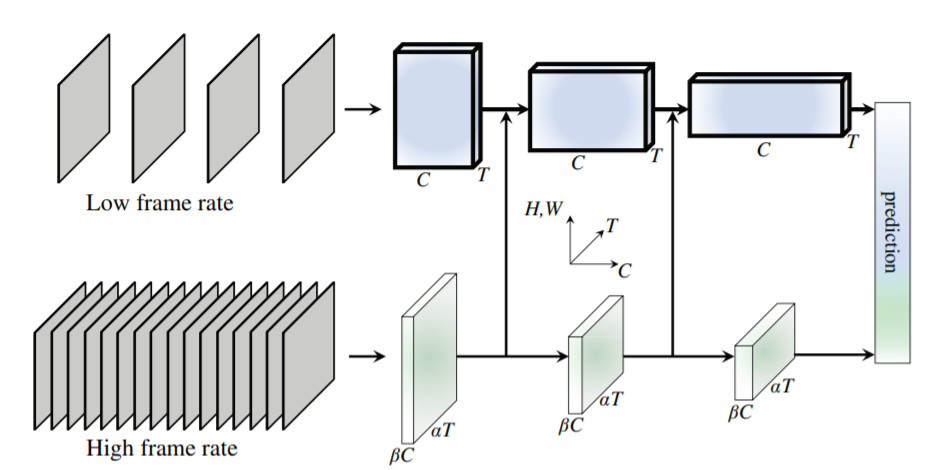 Low frame rate
C
T
C
T
C
T
H,W
T
C
prediction
High frame rate
βC
αT
βC
αT
βC
αT